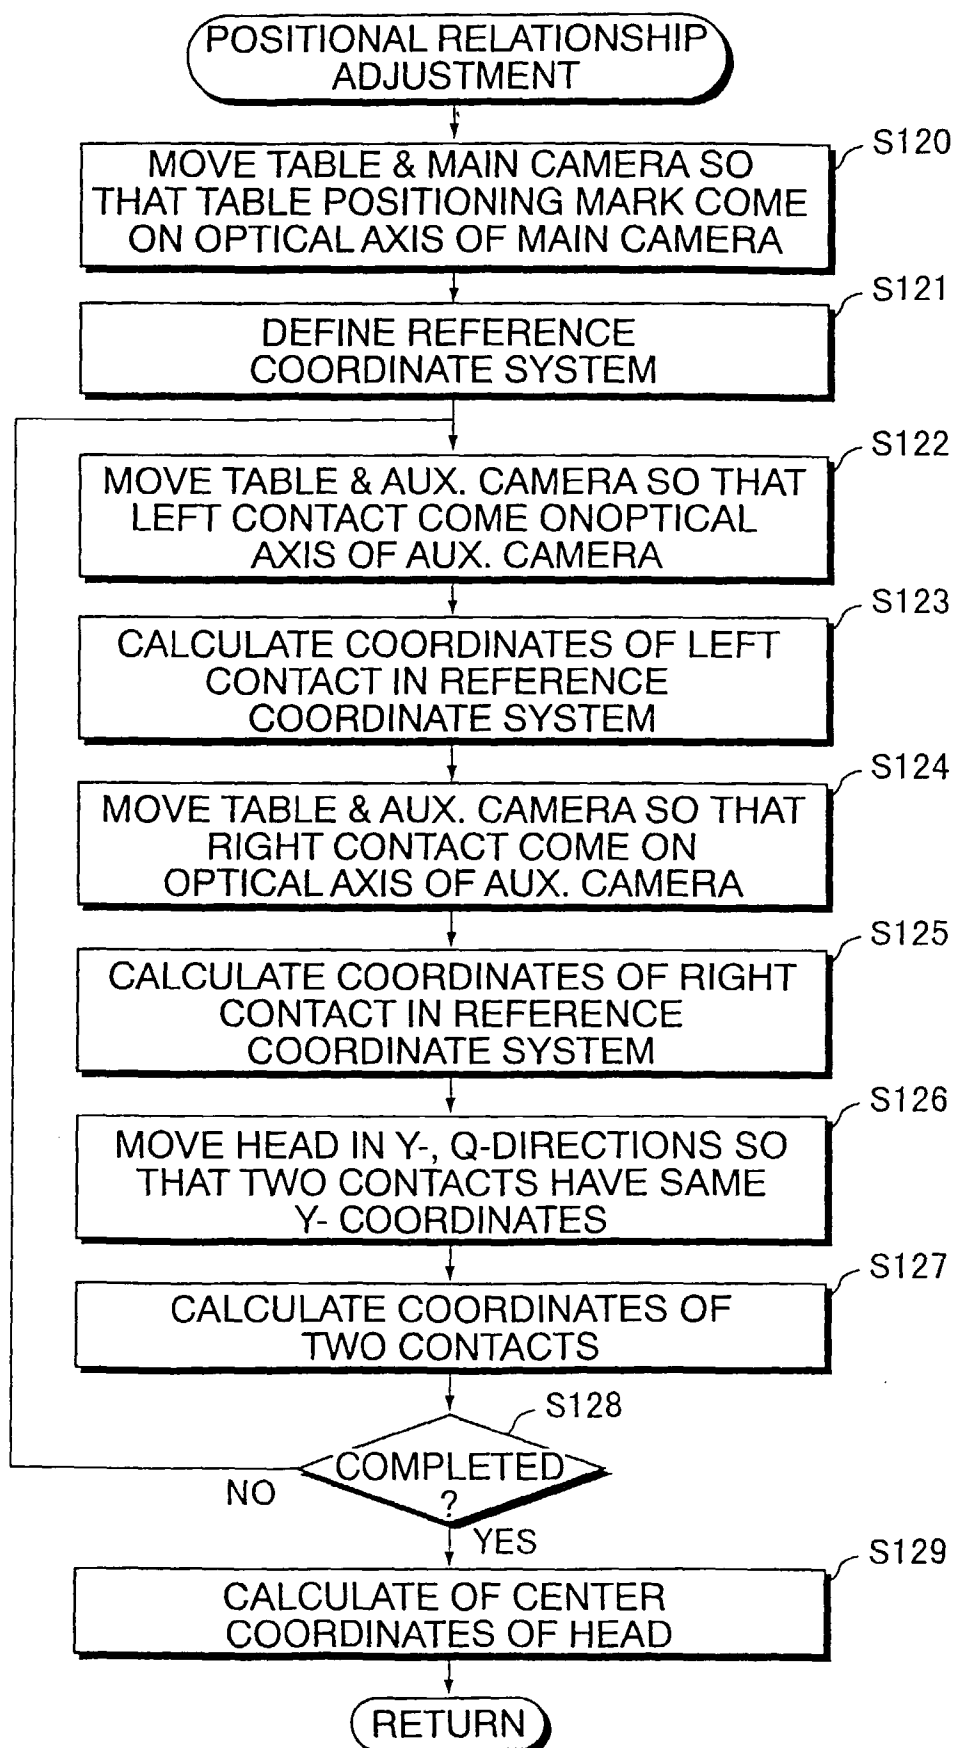 POSITIONAL RELATIONSHIP
ADJUSTMENT
S120
MOVE TABLE & MAIN CAMERA SO
THAT TABLE POSITIONING MARK COME
ON OPTICAL AXIS OF MAIN CAMERA
S121
DEFINE REFERENCE
COORDINATE SYSTEM
S122
MOVE TABLE & AUX. CAMERA SO THAT
LEFT CONTACT COME ONOPTICAL
AXIS OF AUX. CAMERA
S123
CALCULATE COORDINATES OF LEFT
CONTACT IN REFERENCE
COORDINATE SYSTEM
S124
MOVE TABLE & AUX. CAMERA SO THAT
RIGHT CONTACT COME ON
OPTICAL AXIS OF AUX. CAMERA
S125
CALCULATE COORDINATES OF RIGHT
CONTACT IN REFERENCE
COORDINATE SYSTEM
S126
MOVE HEAD IN Y-, Q-DIRECTIONS SO
THAT TWO CONTACTS HAVE SAME
Y- COORDINATES
S127
CALCULATE COORDINATES OF
TWO CONTACTS
S128
COMPLETED
?
NO
YES
S129
CALCULATE OF CENTER
COORDINATES OF HEAD
RETURN